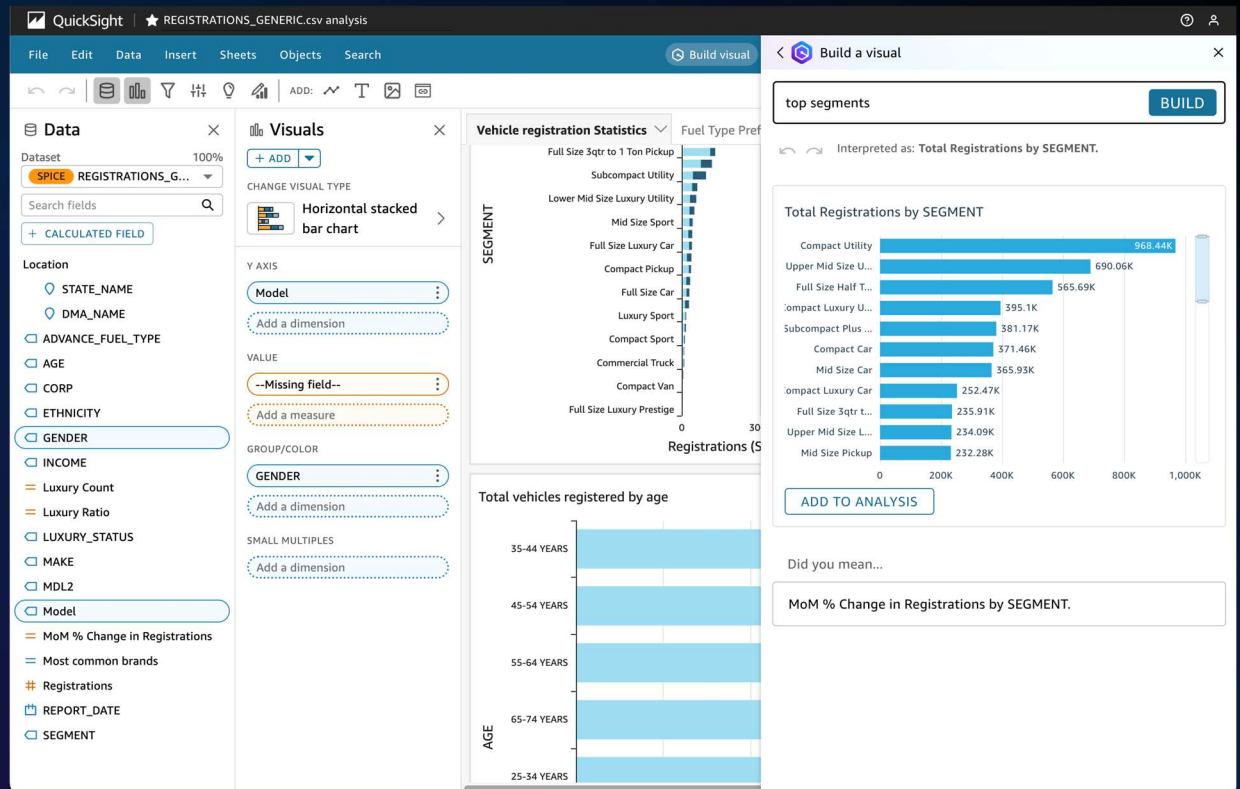 QuickSight
REGISTRATIONS_GENERIC.csv analysis
File Edit Data Insert Sheets Objects Search
Build visual
ADD:
Data
Dataset 100%
SPICE REGISTRATIONS_G...
Search fields
+ CALCULATED FIELD
Location
STATE_NAME
DMA_NAME
ADVANCE_FUEL_TYPE
AGE
CORP
ETHNICITY
GENDER
INCOME
Luxury Count
Luxury Ratio
LUXURY_STATUS
MAKE
MDL2
Model
MoM % Change in Registrations
Most common brands
Registrations
REPORT_DATE
SEGMENT
Visuals
+ ADD
CHANGE VISUAL TYPE
Horizontal stacked
bar chart
Y AXIS
Model
Add a dimension
VALUE
--Missing field--
Add a measure
GROUP/COLOR
GENDER
Add a dimension
SMALL MULTIPLES
Add a dimension
Vehicle registration Statistics
Fuel Type Pref
SEGMENT
Full Size 3qtr to 1 Ton Pickup
Subcompact Utility
Lower Mid Size Luxury Utility
Mid Size Sport
Full Size Luxury Car
Compact Pickup
Full Size Car
Luxury Sport
Compact Sport
Commercial Truck
Compact Van
Full Size Luxury Prestige
0 30
Registrations (S
Total vehicles registered by age
AGE
35-44 YEARS
45-54 YEARS
55-64 YEARS
65-74 YEARS
25-34 YEARS
Build a visual
top segments
BUILD
Interpreted as: Total Registrations by SEGMENT.
Total Registrations by SEGMENT
Compact Utility 968.44K
Upper Mid Size U... 690.06K
Full Size Half T... 565.69K
Compact Luxury U... 395.1K
Subcompact Plus ... 381.17K
Compact Car 371.46K
Mid Size Car 365.93K
Compact Luxury Car 252.47K
Full Size 3qtr t... 235.91K
Upper Mid Size L... 234.09K
Mid Size Pickup 232.28K
0 200K 400K 600K 800K 1,000K
ADD TO ANALYSIS
Did you mean...
MoM % Change in Registrations by SEGMENT.